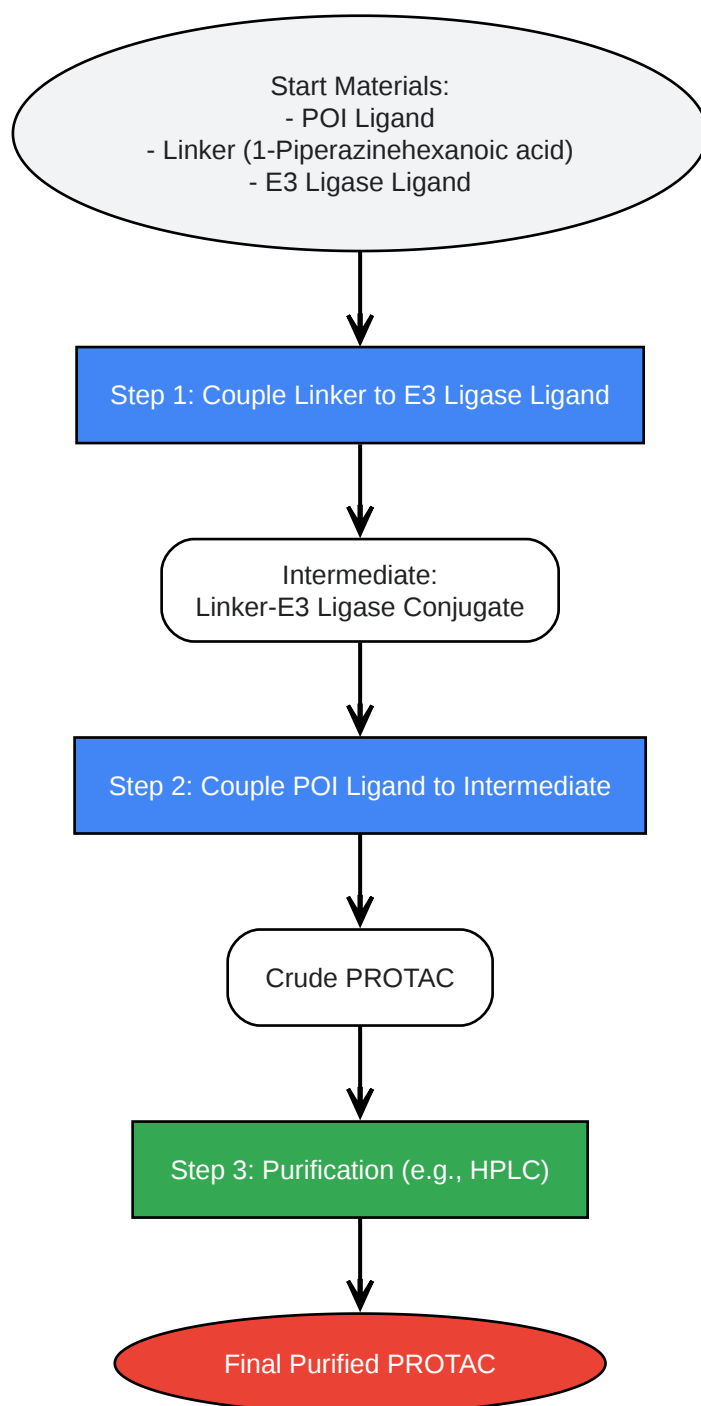 Start Materials:
- POI Ligand
- Linker (1-Piperazinehexanoic acid)
- E3 Ligase Ligand
Step 1: Couple Linker to E3 Ligase Ligand
Intermediate:
Linker-E3 Ligase Conjugate
Step 2: Couple POI Ligand to Intermediate
Crude PROTAC
Step 3: Purification (e.g., HPLC)
Final Purified PROTAC